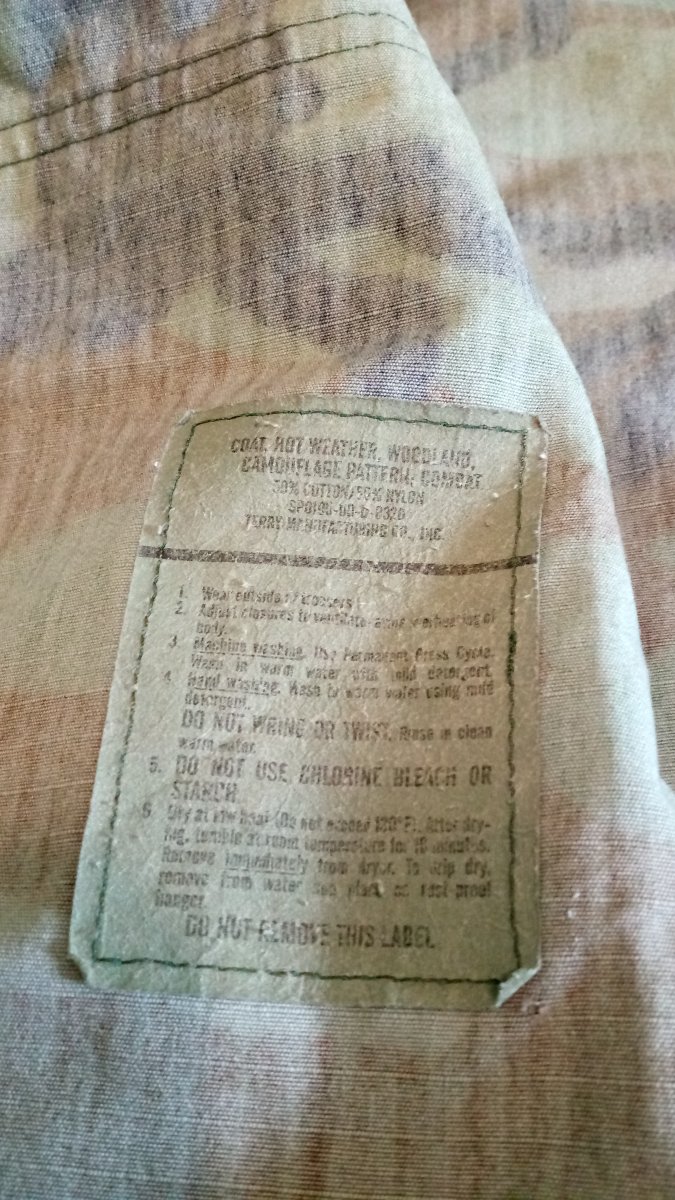 COAT, HOT WEATHER, WOODLAND,
CAMOUFLAGE PATTERN: COMBAT
50% COTTON/50% NYLON
TERRY MANUFACTURING CO., INC.
1. Wear outside of trousers
2. Adjust closures to ventilate overheating of
body.
3. Machine washing. Use Permanent Press Cycle.
Wash in warm water with mild detergent.
4. Hand washing. Wash in warm water using mild
detergent.
DO NOT WRING OR TWIST. Rinse in clean
warm water.
5. DO NOT USE CHLORINE BLEACH OR
STARCH
6. Dry at low heat (Do not exceed 130°F). After dry-
ing, tumble at room temperature for 10 minutes.
Remove immediately from dryer. To drip dry,
remove from water and place on rust-proof
hanger.
DO NOT REMOVE THIS LABEL